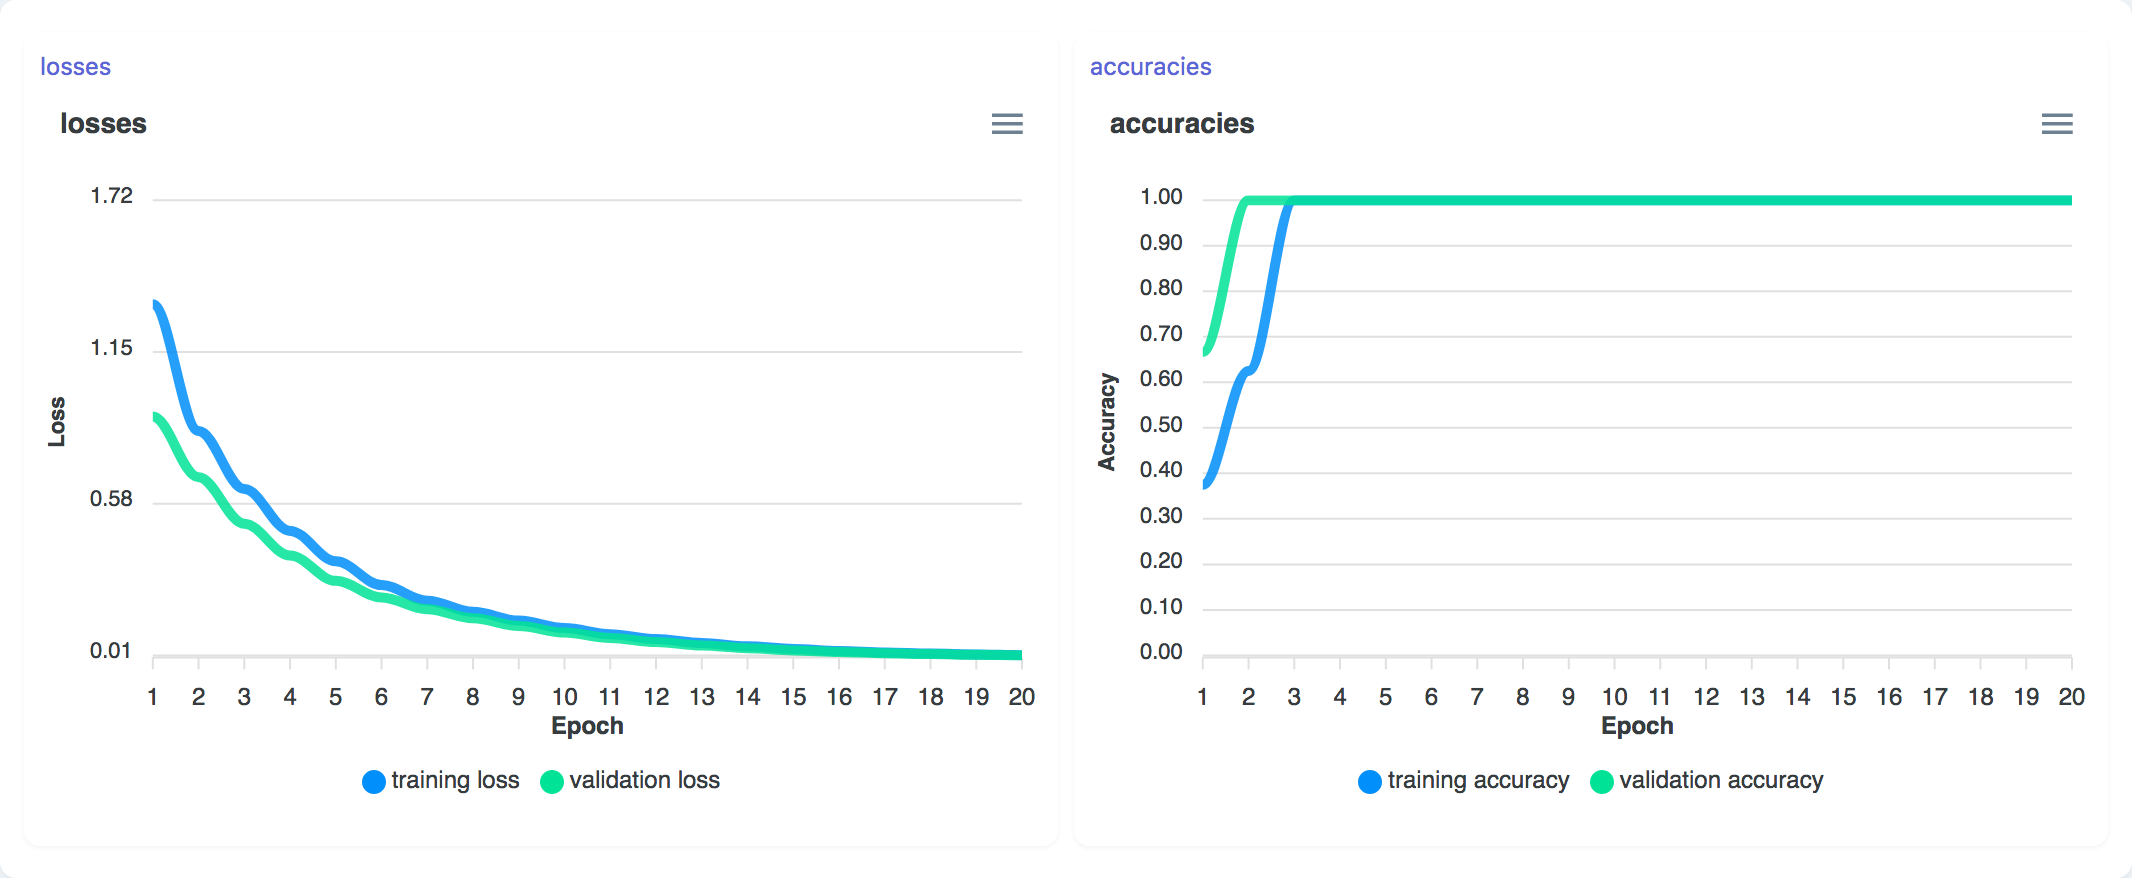 losses
losses
1.72
1.15
0.58
0.01
Loss
1 2 3 4 5 6 7 8 9 10 11 12 13 14 15 16 17 18 19 20
Epoch
training loss validation loss
accuracies
accuracies
1.00
0.90
0.80
0.70
0.60
0.50
0.40
0.30
0.20
0.10
0.00
Accuracy
1 2 3 4 5 6 7 8 9 10 11 12 13 14 15 16 17 18 19 20
Epoch
training accuracy validation accuracy